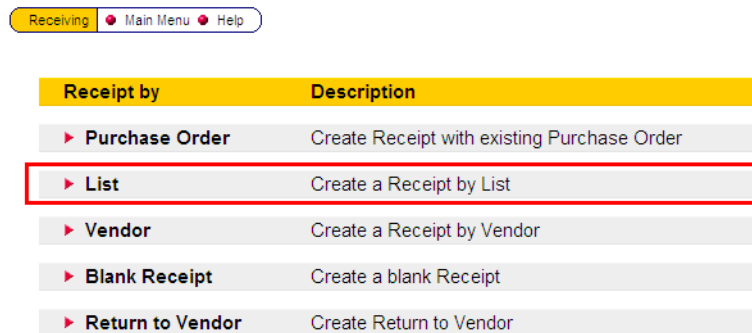 Receiving Main Menu Help
Receipt by Description
Purchase Order Create Receipt with existing Purchase Order
List Create a Receipt by List
Vendor Create a Receipt by Vendor
Blank Receipt Create a blank Receipt
Return to Vendor Create Return to Vendor